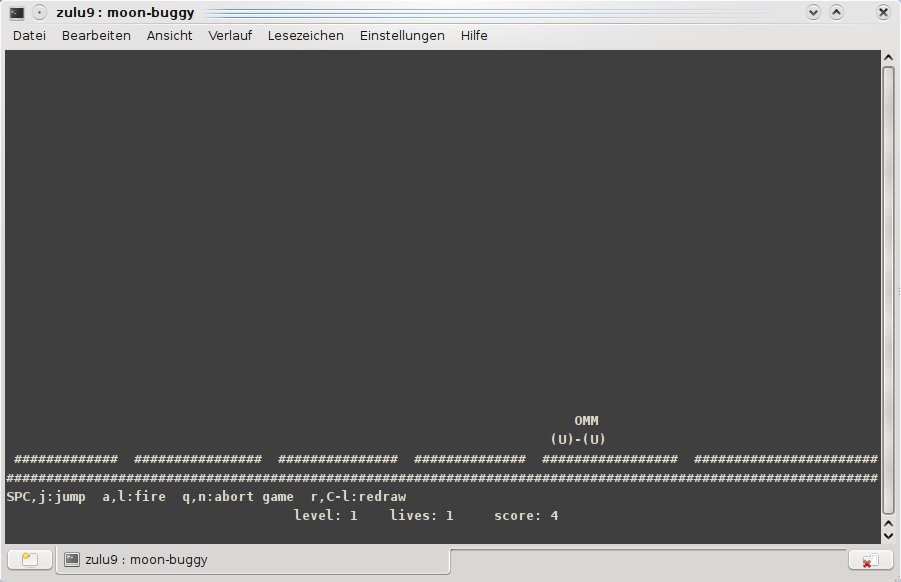 zulu9 : moon-buggy
Datei Bearbeiten Ansicht Verlauf Lesezeichen Einstellungen Hilfe
OMM
(U)-(U)
#############  ################  ###############  ##############  #################  #######################
#############################################################################################################
SPC,j:jump  a,l:fire  q,n:abort game  r,C-l:redraw
level: 1    lives: 1     score: 4
zulu9 : moon-buggy